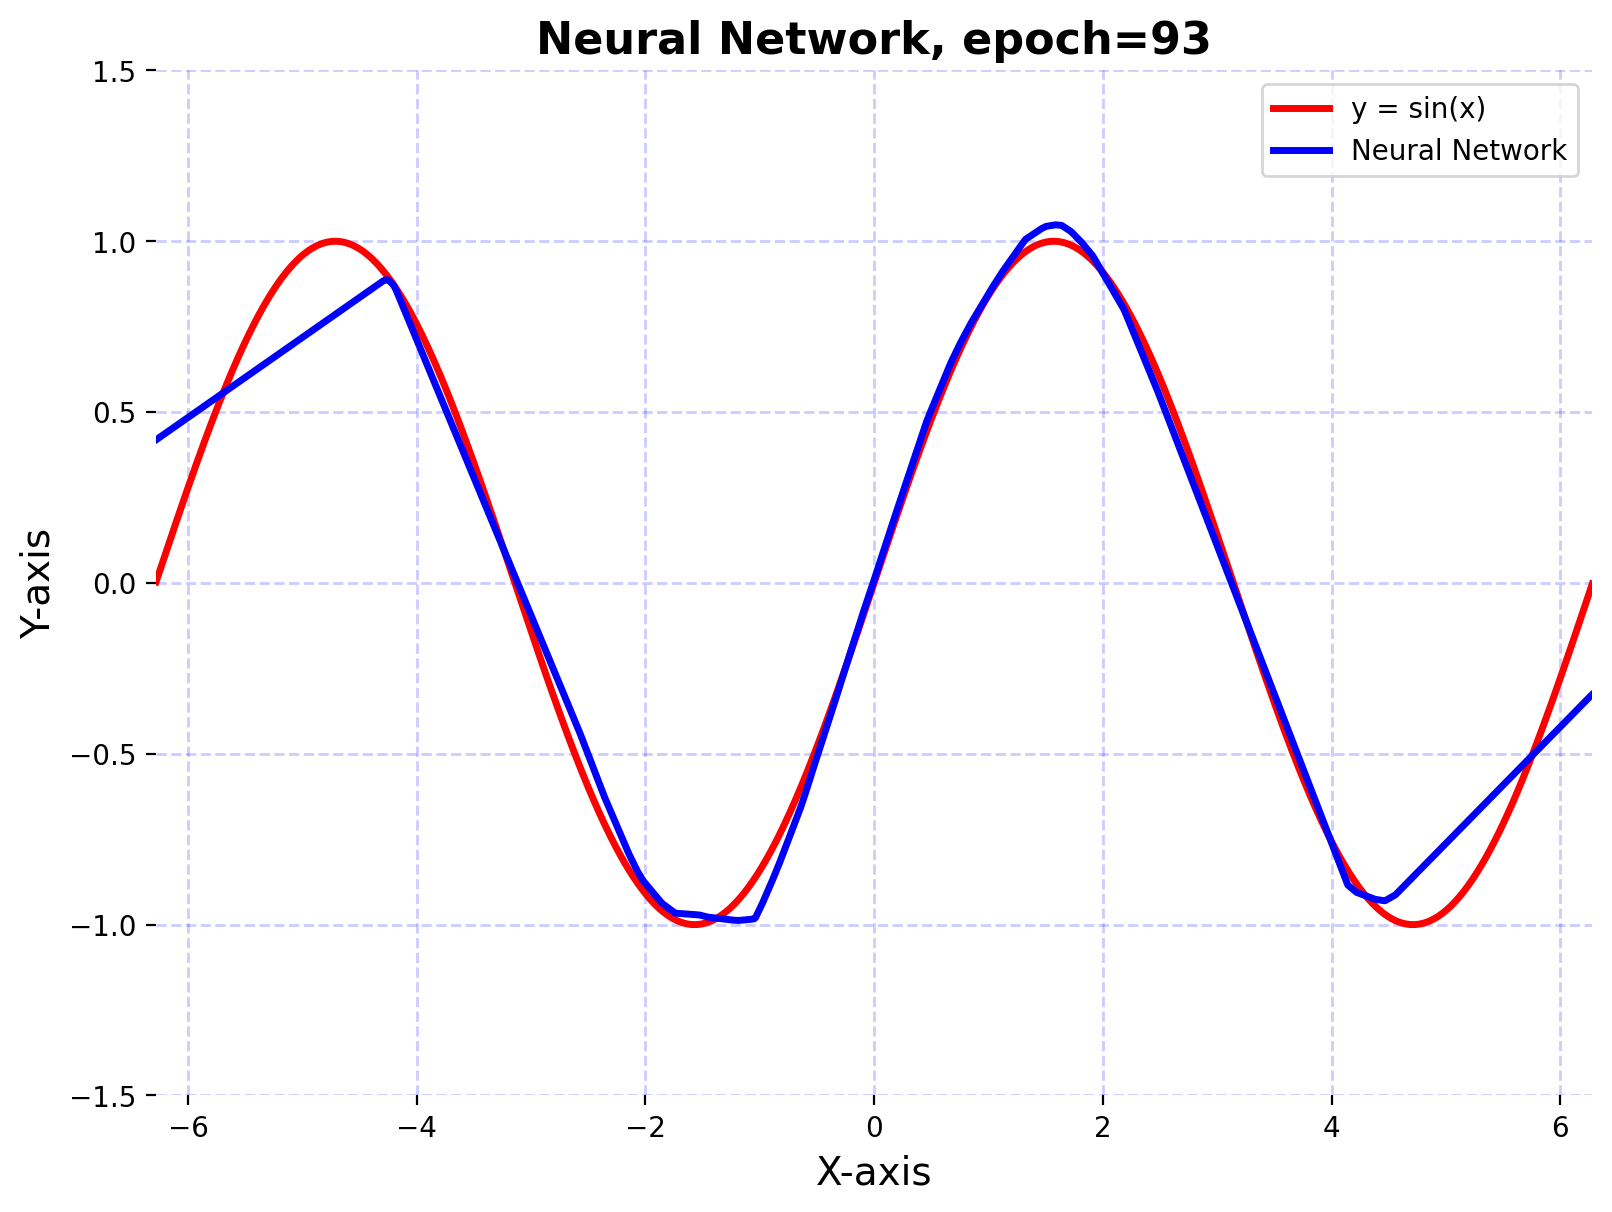 Neural Network, epoch=93
1.5
1.0
0.5
0.0
−0.5
−1.0
−1.5
Y-axis
y = sin(x)
Neural Network
−6 −4 −2 0 2 4 6
X-axis